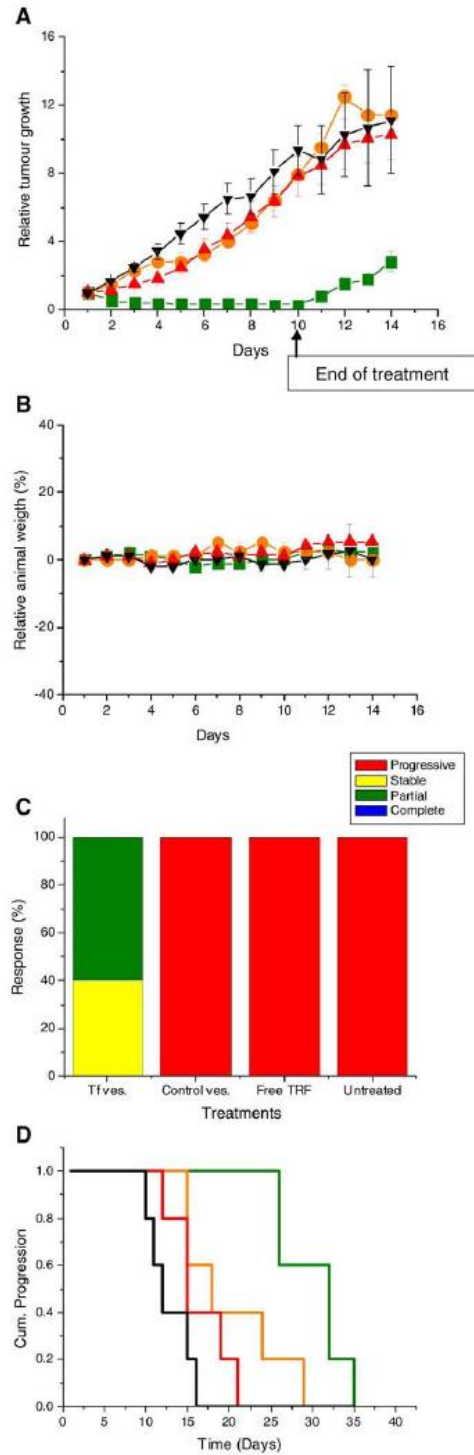 A
Relative tumour growth
16
12
8
4
0
0 2 4 6 8 10 12 14 16
Days
End of treatment
B
Relative animal weigth (%)
40
20
0
-20
-40
0 2 4 6 8 10 12 14 16
Days
Progressive
Stable
Partial
Complete
C
Response (%)
100
80
60
40
20
0
Tf ves. Control ves. Free TRF Untreated
Treatments
D
Cum. Progression
1.0
0.8
0.6
0.4
0.2
0.0
0 5 10 15 20 25 30 35 40
Time (Days)